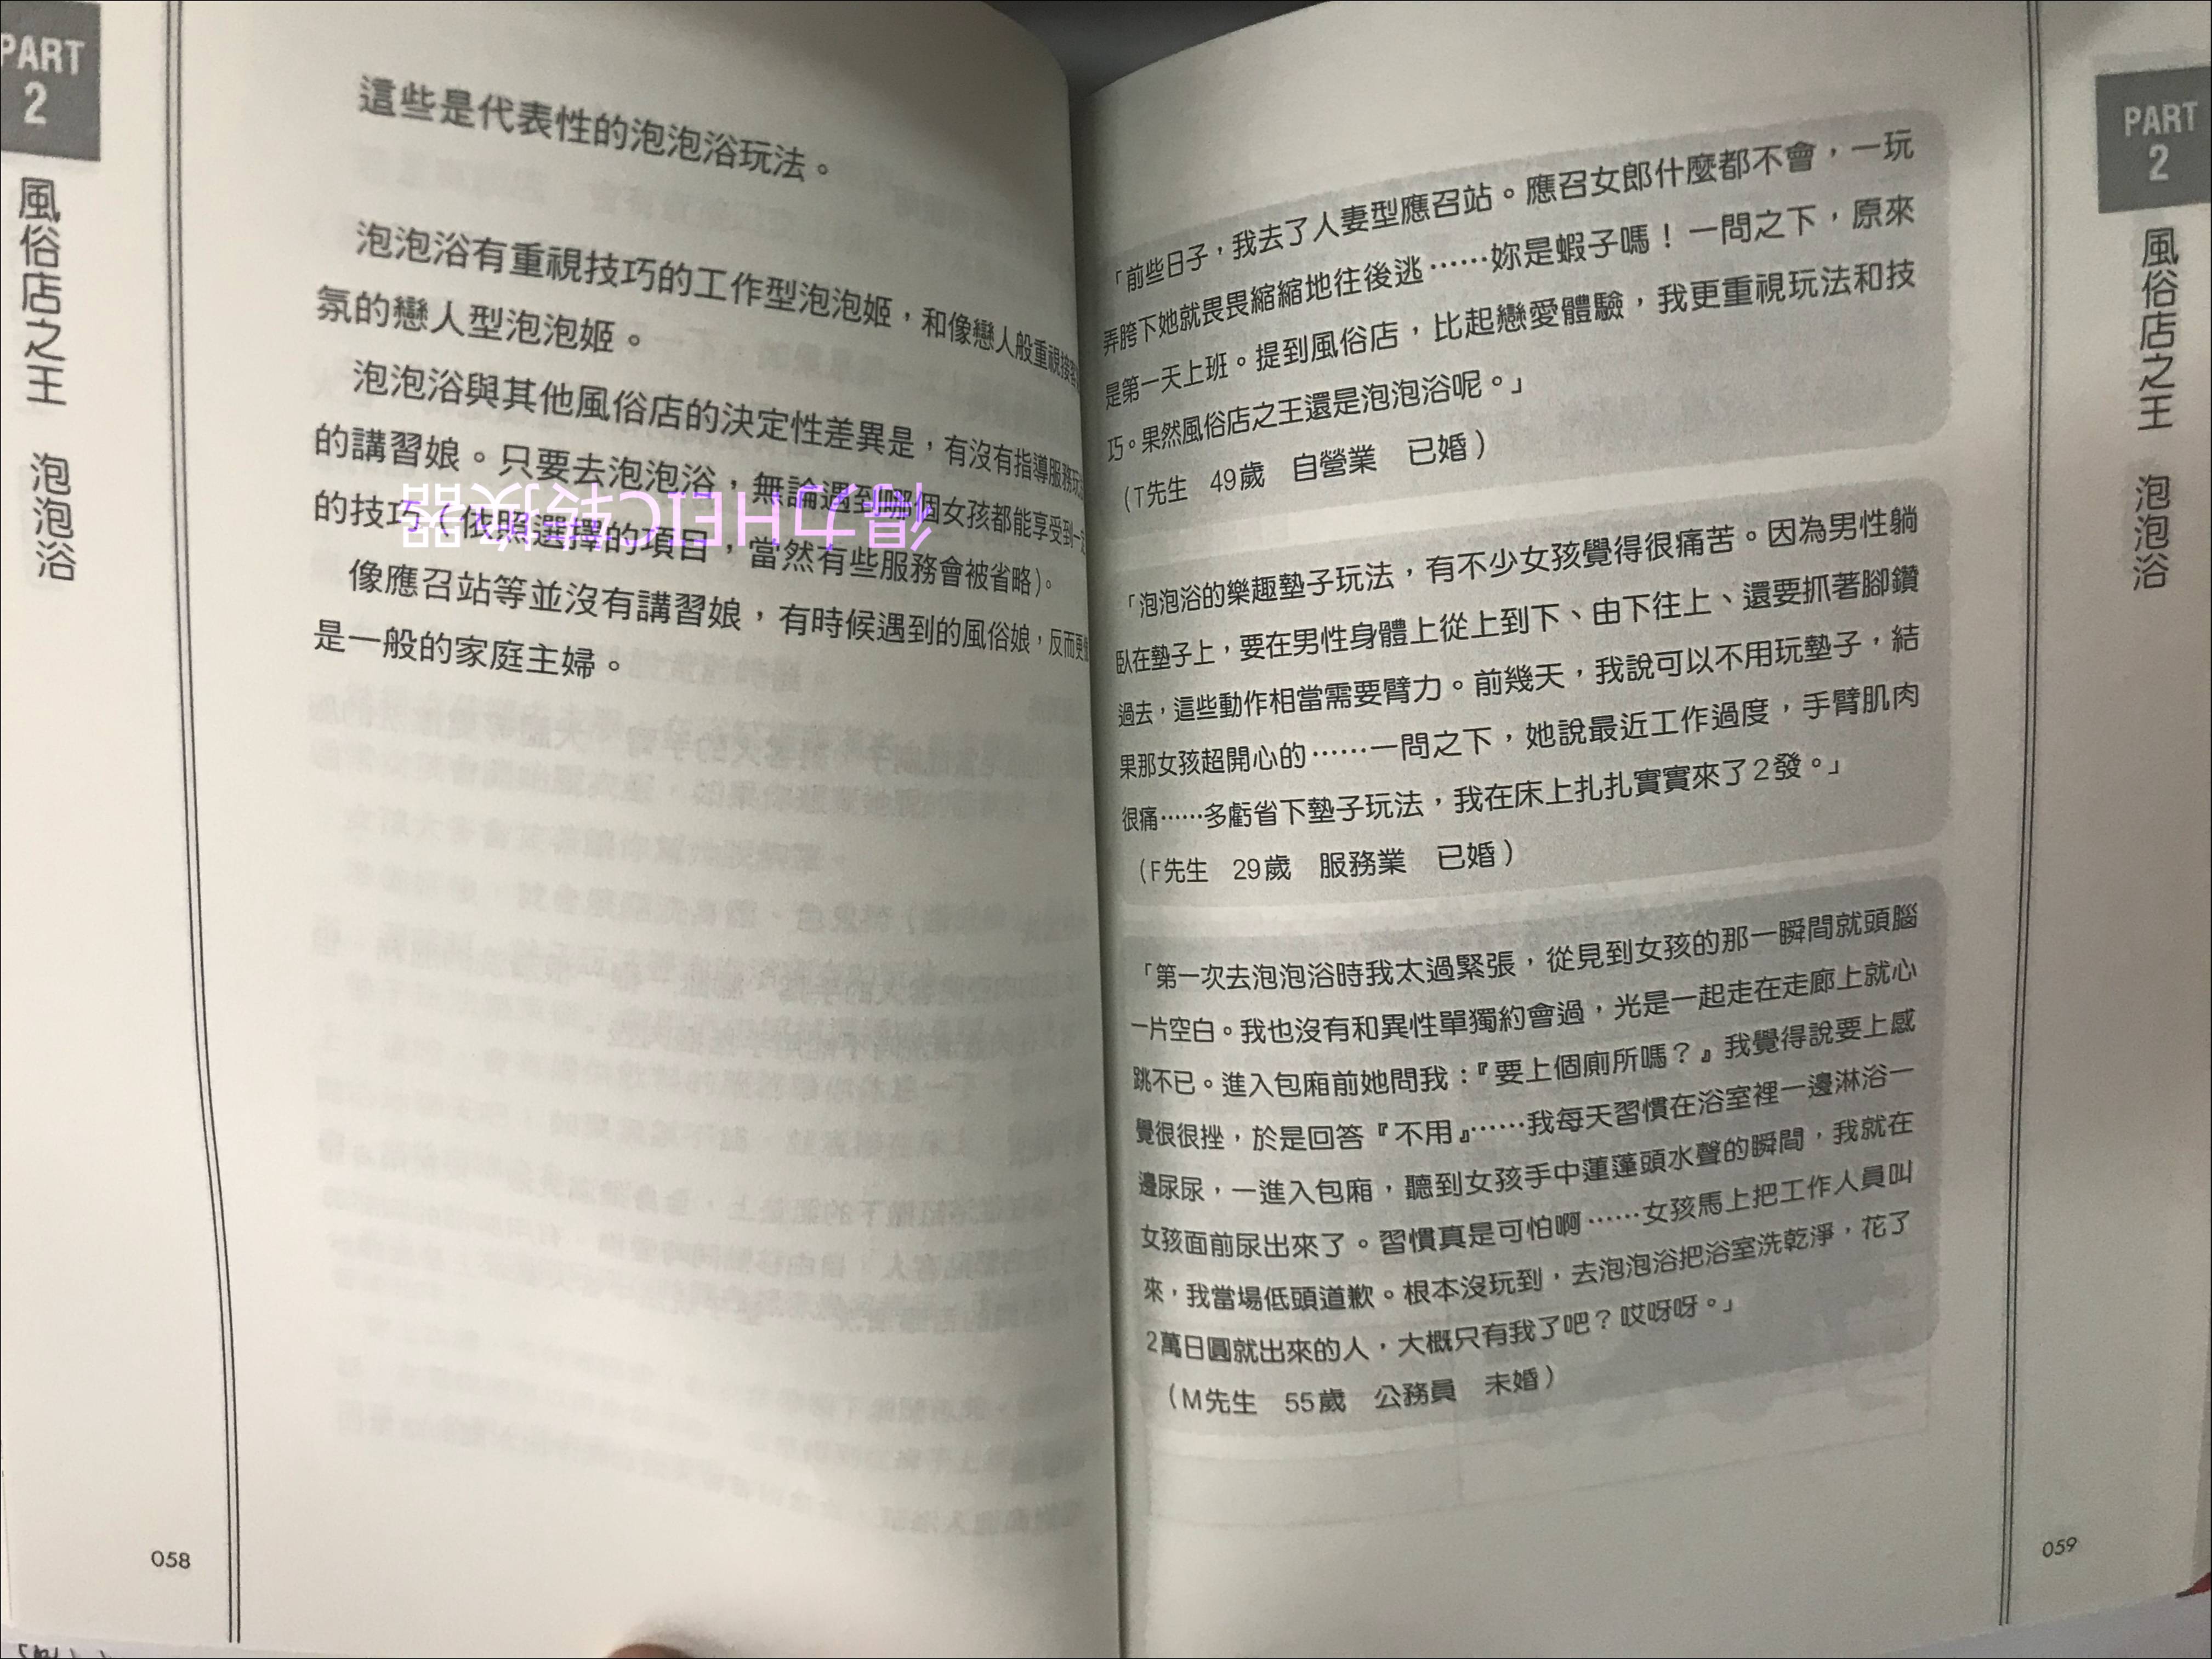 PART
2
風俗店之王 泡泡浴
這些是代表性的泡泡浴玩法。
泡泡浴有重視技巧的工作型泡泡姬，和像戀人般重視
氛的戀人型泡泡姬。
泡泡浴與其他風俗店的決定性差異是，有沒有指導服務
的講習娘。只要去泡泡浴，無論遇到哪個女孩都能享受到一
的技巧（依照選擇的項目，當然有些服務會被省略）。
像應召站等並沒有講習娘，有時候遇到的風俗娘，反而
是一般的家庭主婦。
058
PART
2
風俗店之王 泡泡浴
「前些日子，我去了人妻型應召站。應召女郎什麼都不會，一玩
弄胯下她就畏畏縮縮地往後逃……妳是蝦子嗎！一問之下，原來
是第一天上班。提到風俗店，比起戀愛體驗，我更重視玩法和技
巧。果然風俗店之王還是泡泡浴呢。」
（T先生 49歲 自營業 已婚）
「泡泡浴的樂趣墊子玩法，有不少女孩覺得很痛苦。因為男性躺
臥在墊子上，要在男性身體上從上到下、由下往上、還要抓著腳鑽
過去，這些動作相當需要臂力。前幾天，我說可以不用玩墊子，結
果那女孩超開心的……一問之下，她說最近工作過度，手臂肌肉
很痛……多虧省下墊子玩法，我在床上扎扎實實來了2發。」
（F先生 29歲 服務業 已婚）
「第一次去泡泡浴時我太過緊張，從見到女孩的那一瞬間就頭腦
一片空白。我也沒有和異性單獨約會過，光是一起走在走廊上就心
跳不已。進入包廂前她問我：『要上個廁所嗎？』我覺得說要上感
覺很很挫，於是回答『不用』……我每天習慣在浴室裡一邊淋浴一
邊尿尿，一進入包廂，聽到女孩手中蓮蓬頭水聲的瞬間，我就在
女孩面前尿出來了。習慣真是可怕啊……女孩馬上把工作人員叫
來，我當場低頭道歉。根本沒玩到，去泡泡浴把浴室洗乾淨，花了
2萬日圓就出來的人，大概只有我了吧？哎呀呀。」
（M先生 55歲 公務員 未婚）
059
得力HEIC转换器